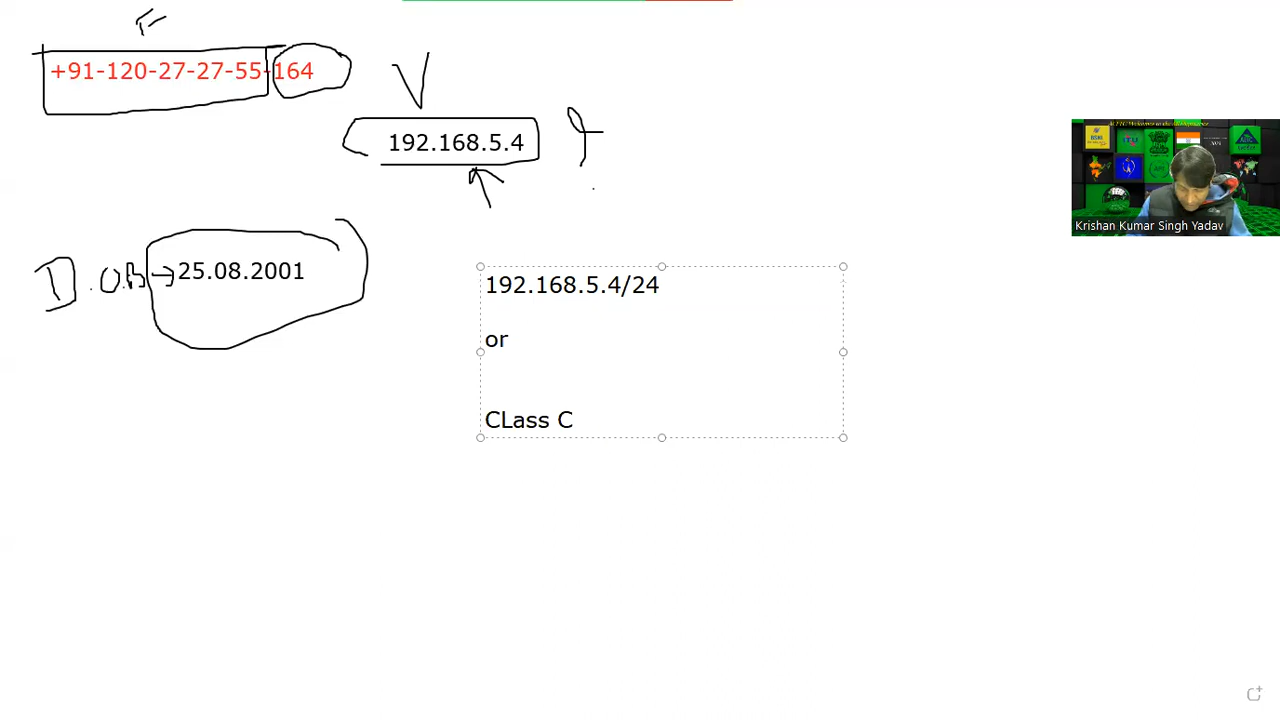 F
+91-120-27-27-55-164
V
192.168.5.4
D.O.B → 25.08.2001
192.168.5.4/24
or
CLass C
ITU
Krishan Kumar Singh Yadav